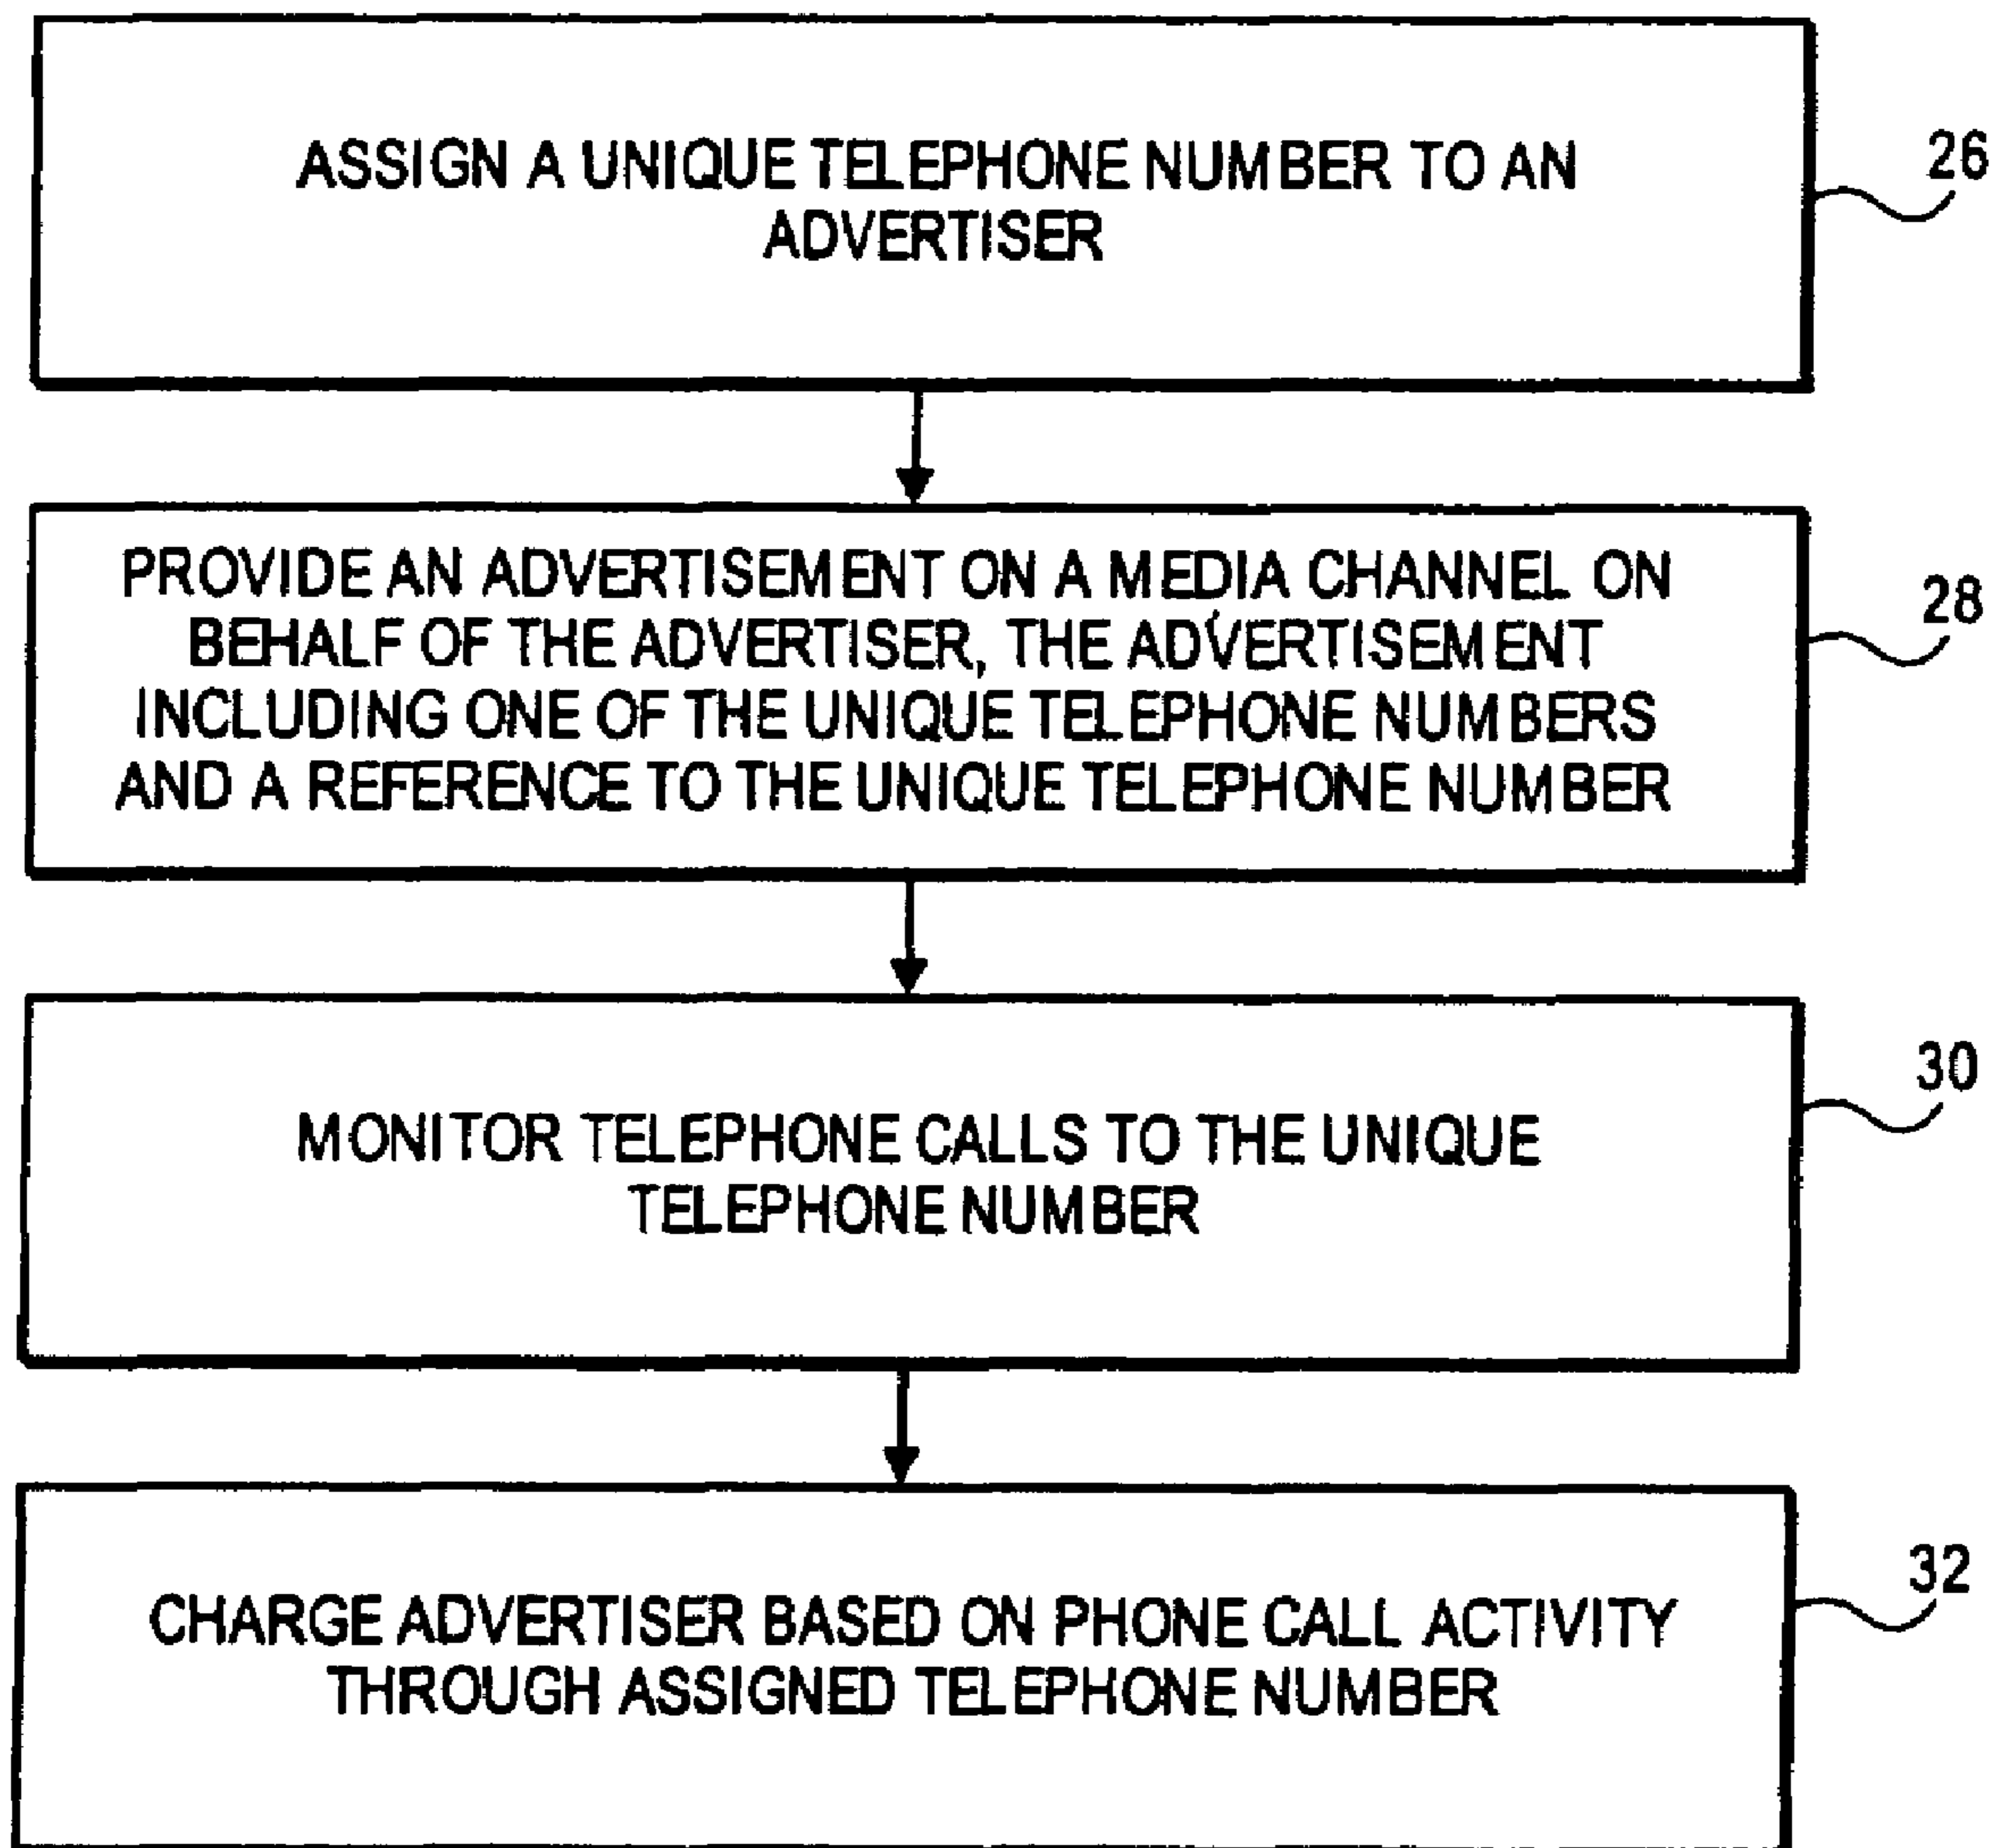 ASSIGN A UNIQUE TELEPHONE NUMBER TO AN
ADVERTISER
26
PROVIDE AN ADVERTISEMENT ON A MEDIA CHANNEL ON
BEHALF OF THE ADVERTISER, THE ADVERTISEMENT
INCLUDING ONE OF THE UNIQUE TELEPHONE NUMBERS
AND A REFERENCE TO THE UNIQUE TELEPHONE NUMBER
28
MONITOR TELEPHONE CALLS TO THE UNIQUE
TELEPHONE NUMBER
30
CHARGE ADVERTISER BASED ON PHONE CALL ACTIVITY
THROUGH ASSIGNED TELEPHONE NUMBER
32